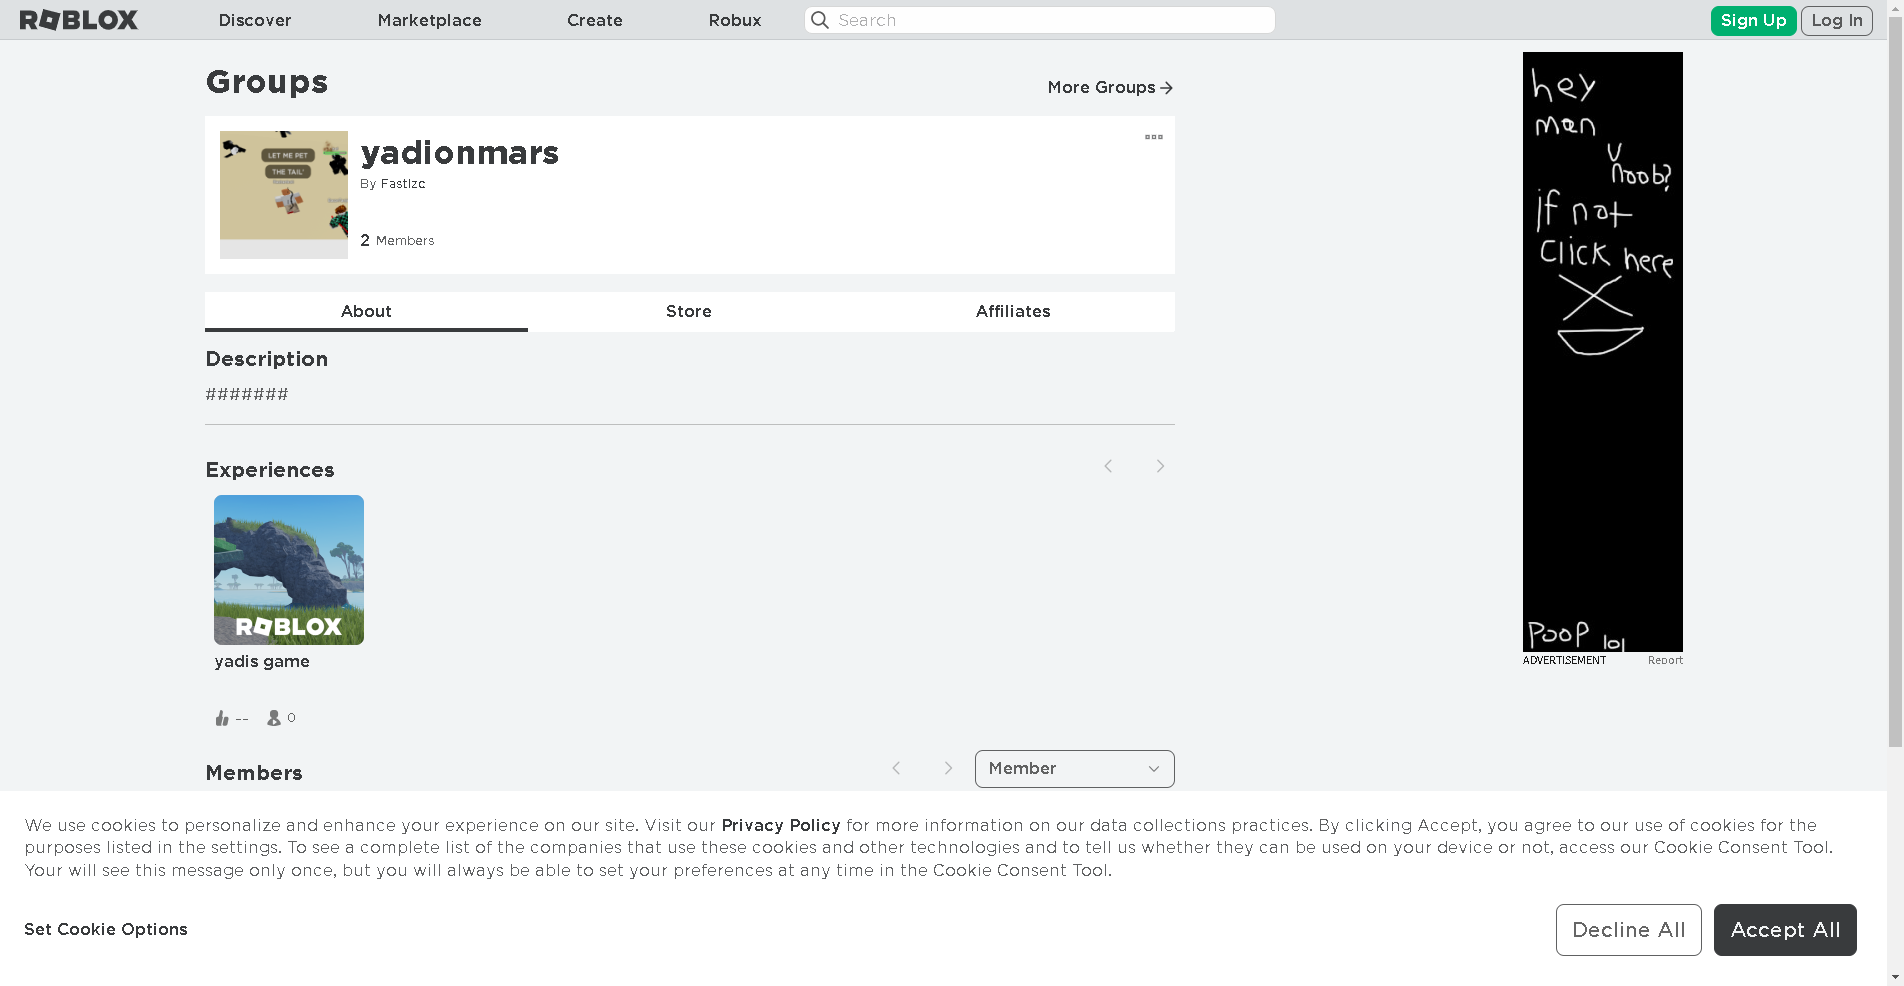 ROBLOX
Discover
Marketplace
Create
Robux
Search
Sign Up
Log In
Groups
More Groups
LET ME PET
THE TAIL'
yadionmars
By Fastlzc
2 Members
About
Store
Affiliates
Description
#######
Experiences
ROBLOX
yadis game
--
0
Members
Member
hey
men
noob?
if not
click here
Poop lol
ADVERTISEMENT
Report
We use cookies to personalize and enhance your experience on our site. Visit our Privacy Policy for more information on our data collections practices. By clicking Accept, you agree to our use of cookies for the
purposes listed in the settings. To see a complete list of the companies that use these cookies and other technologies and to tell us whether they can be used on your device or not, access our Cookie Consent Tool.
Your will see this message only once, but you will always be able to set your preferences at any time in the Cookie Consent Tool.
Set Cookie Options
Decline All
Accept All